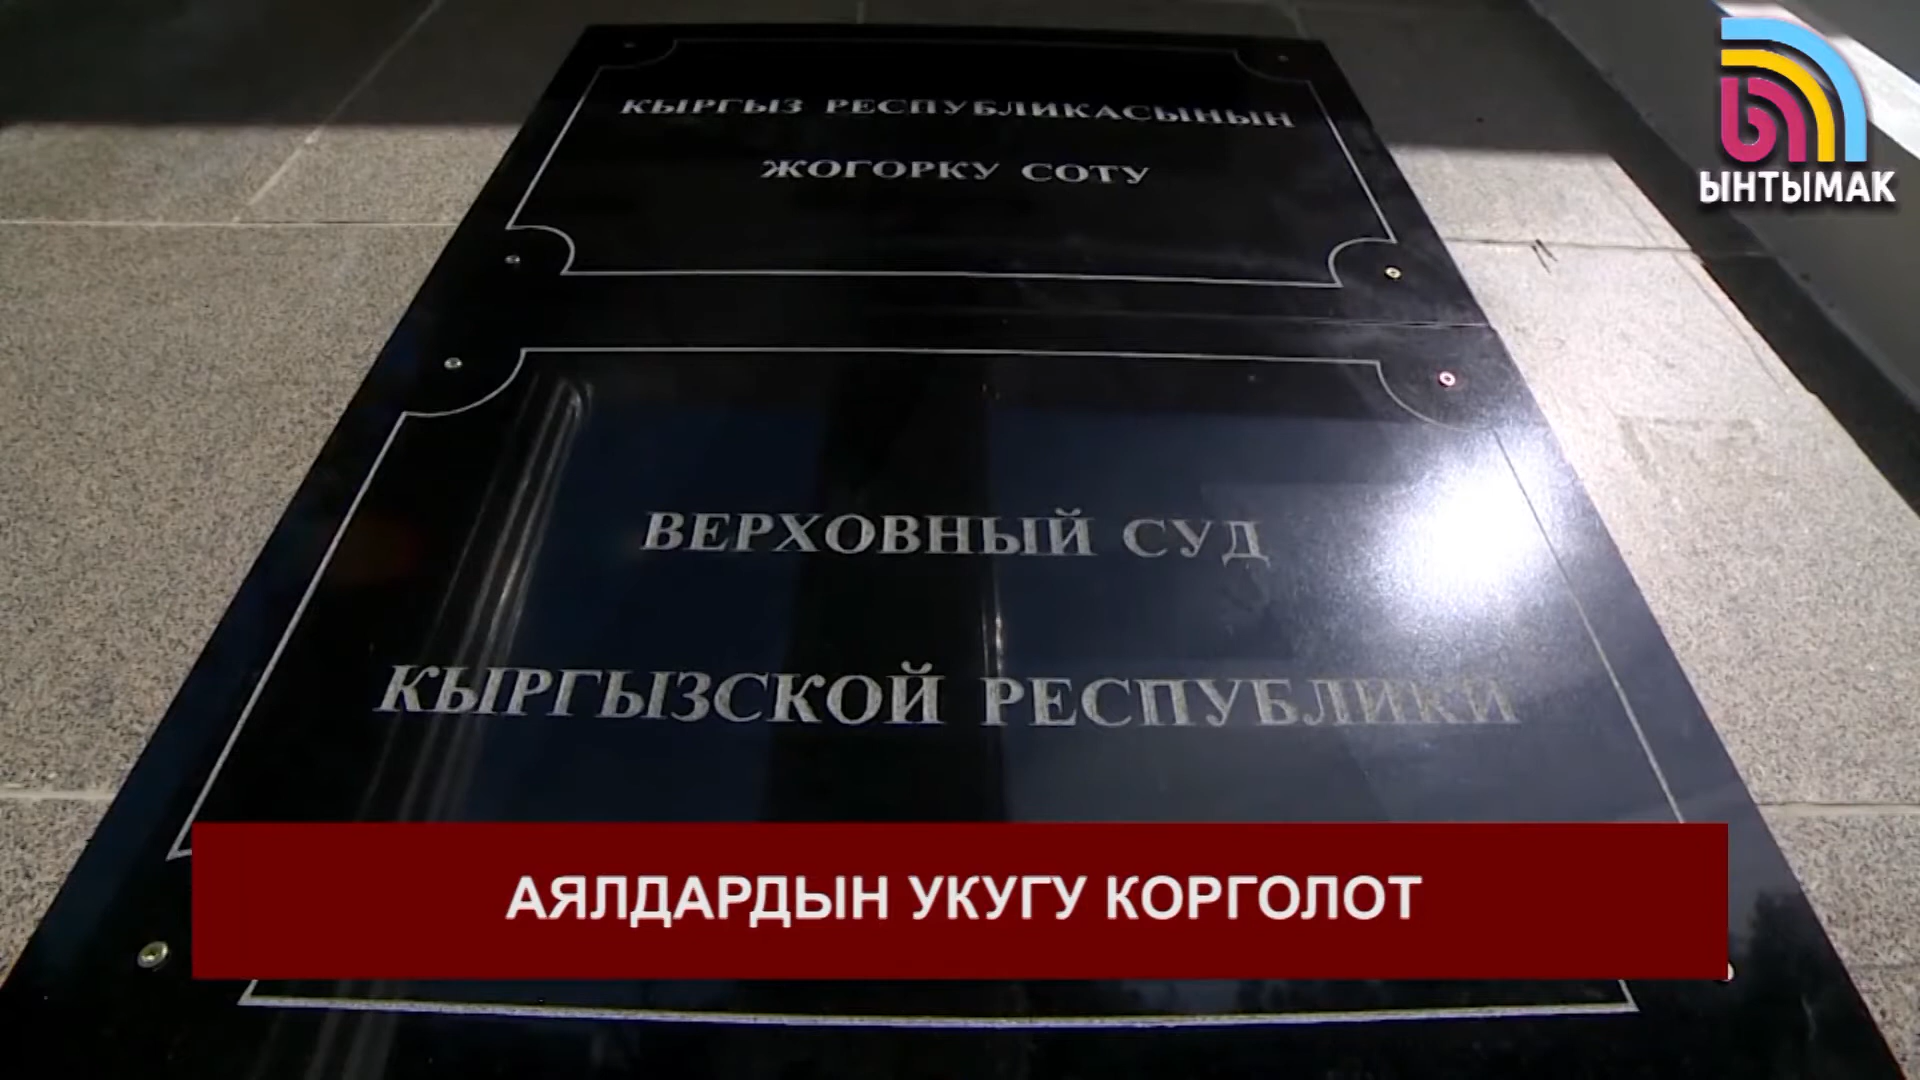 ЫНТЫМАК
КЫРГЫЗ РЕСПУБЛИКАСЫНЫН
ЖОГОРКУ СОТУ
ВЕРХОВНЫЙ СУД
КЫРГЫЗСКОЙ РЕСПУБЛИКИ
АЯЛДАРДЫН УКУГУ КОРГОЛОТ